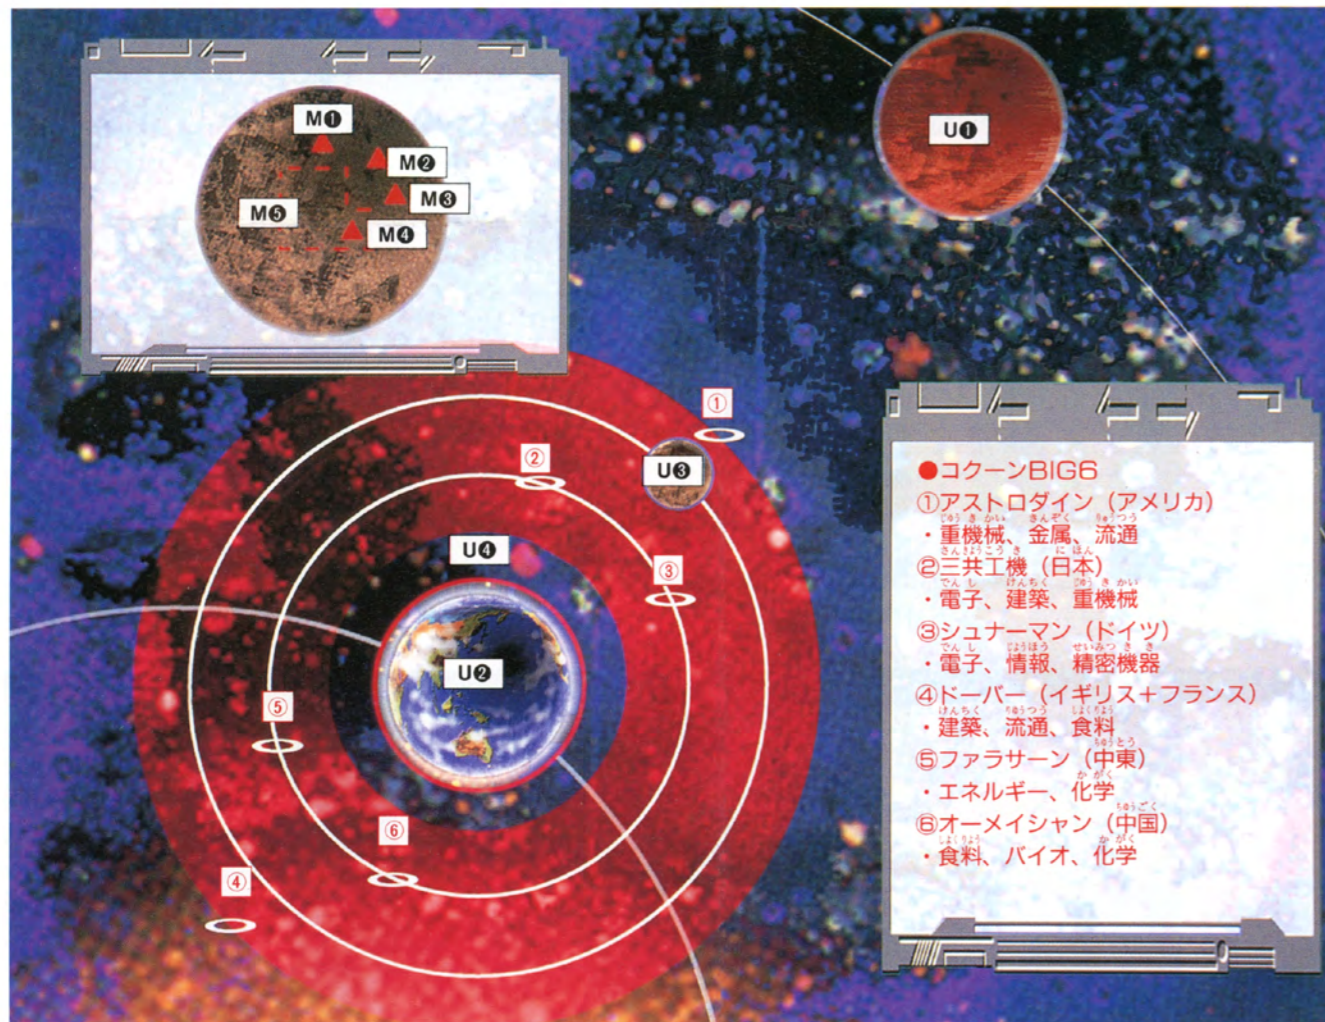 M❶
M❷
M❸
M❹
M❺
U❶
①
U❸
②
U❹
③
U❷
⑤
⑥
④
●コクーンBIG6
①アストロダイン（アメリカ）
・重機械、金属、流通
②三共工機（日本）
・電子、建築、重機械
③シュナーマン（ドイツ）
・電子、情報、精密機器
④ドーバー（イギリス＋フランス）
・建築、流通、食料
⑤ファラサーン（中東）
・エネルギー、化学
⑥オーメイシャン（中国）
・食料、バイオ、化学